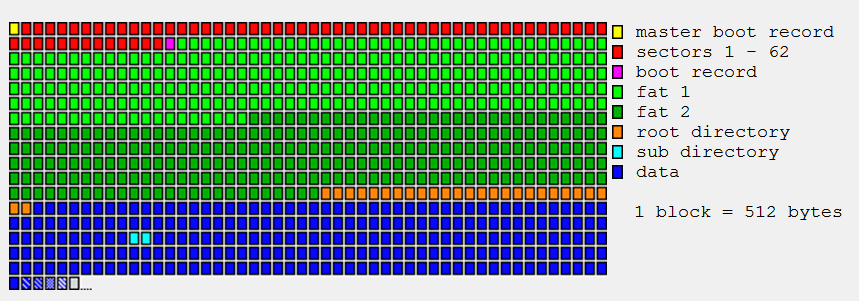 master boot record
sectors 1 - 62
boot record
fat 1
fat 2
root directory
sub directory
data
1 block = 512 bytes
....